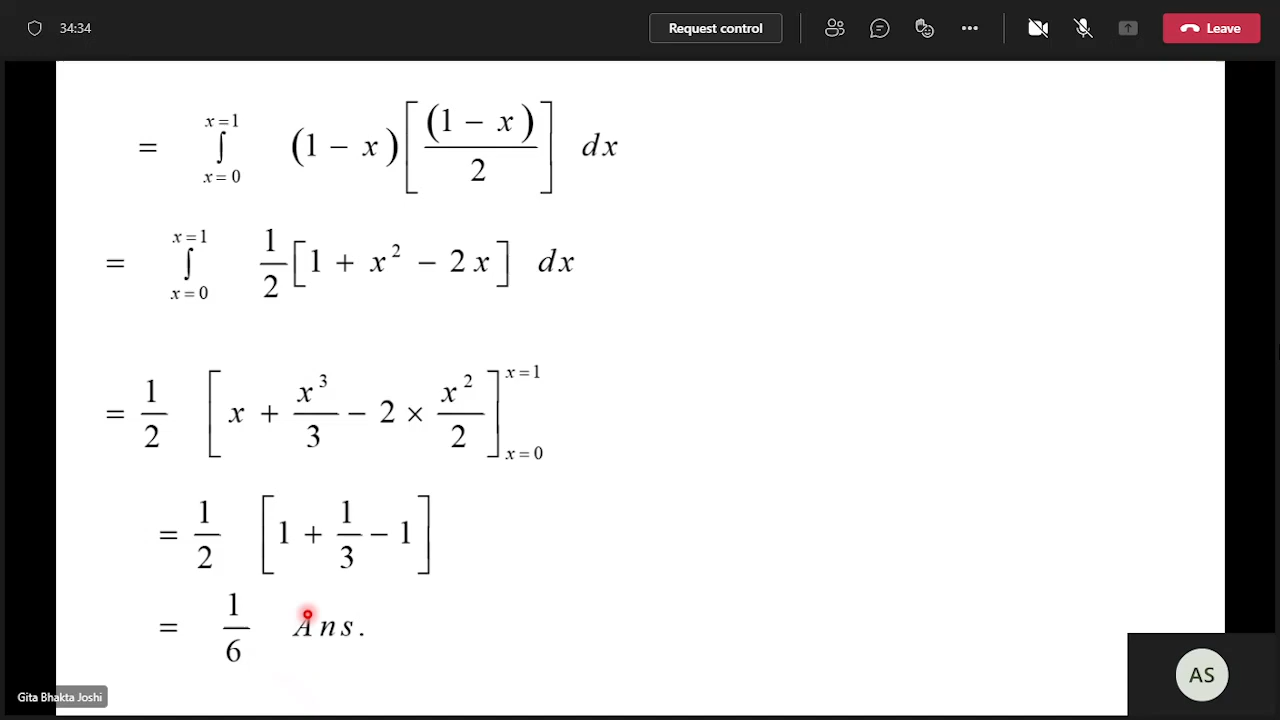 34:34 Request control Leave
= ∫_{x=0}^{x=1} (1 − x) [ (1 − x) / 2 ] dx
= ∫_{x=0}^{x=1} 1/2 [ 1 + x² − 2x ] dx
= 1/2 [ x + x³/3 − 2 × x²/2 ]_{x=0}^{x=1}
= 1/2 [ 1 + 1/3 − 1 ]
= 1/6 Ans.
Gita Bhakta Joshi
AS